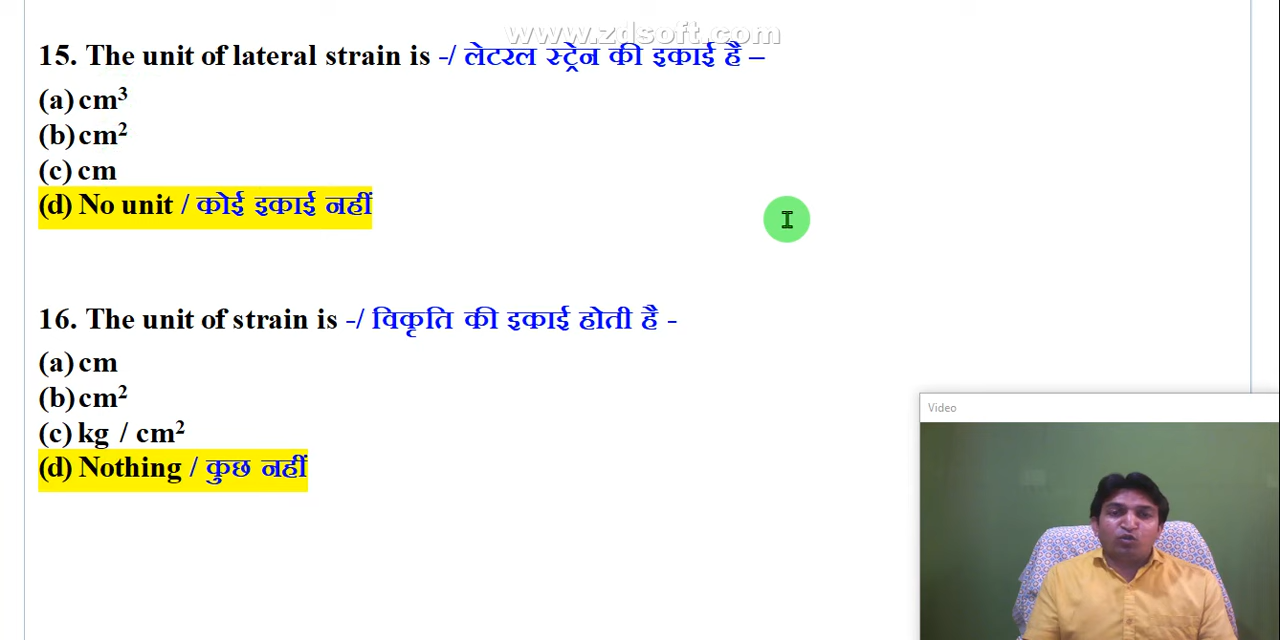 www.zdsoft.com
15. The unit of lateral strain is -/ लेटरल स्ट्रेन की इकाई है –
(a) cm³
(b) cm²
(c) cm
(d) No unit / कोई इकाई नहीं
16. The unit of strain is -/ विकृति की इकाई होती है -
(a) cm
(b) cm²
(c) kg / cm²
(d) Nothing / कुछ नहीं
Video